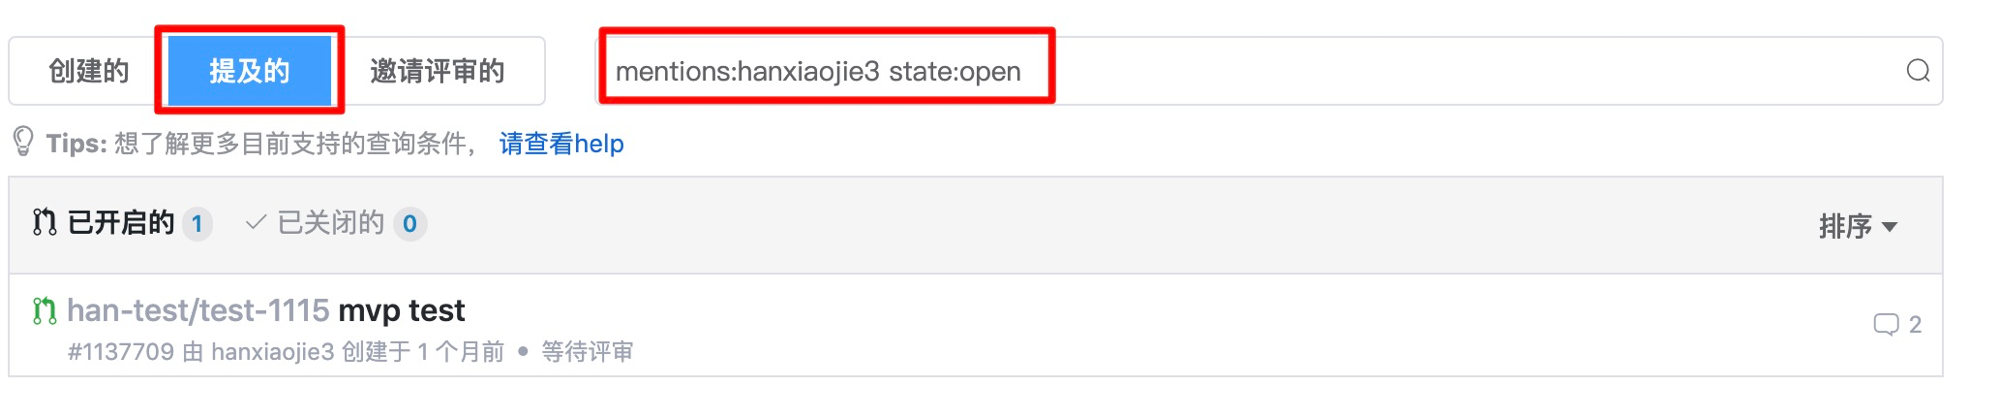 创建的 提及的 邀请评审的 mentions:hanxiaojie3 state:open
Tips: 想了解更多目前支持的查询条件， 请查看help
已开启的 1 已关闭的 0 排序
han-test/test-1115 mvp test
2
#1137709 由 hanxiaojie3 创建于 1 个月前 • 等待评审